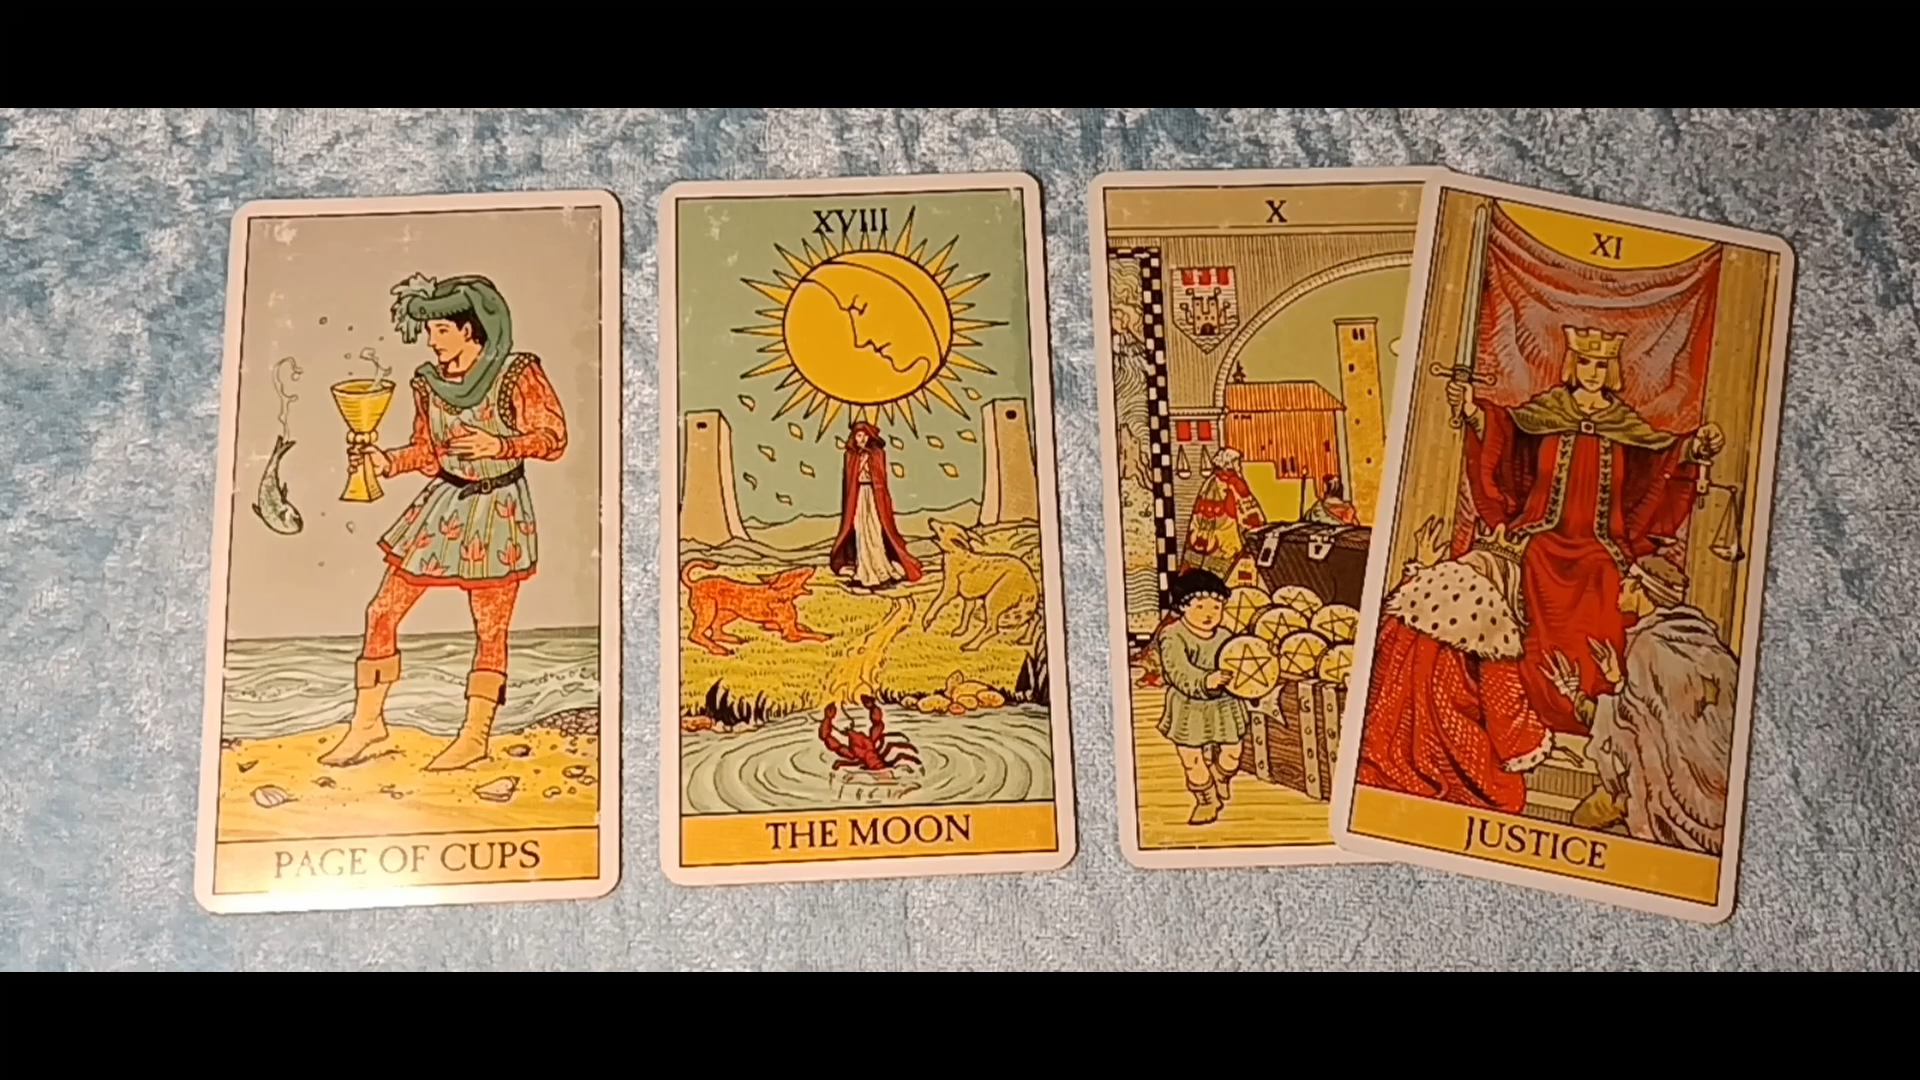 PAGE OF CUPS
XVIII
THE MOON
X
XI
JUSTICE